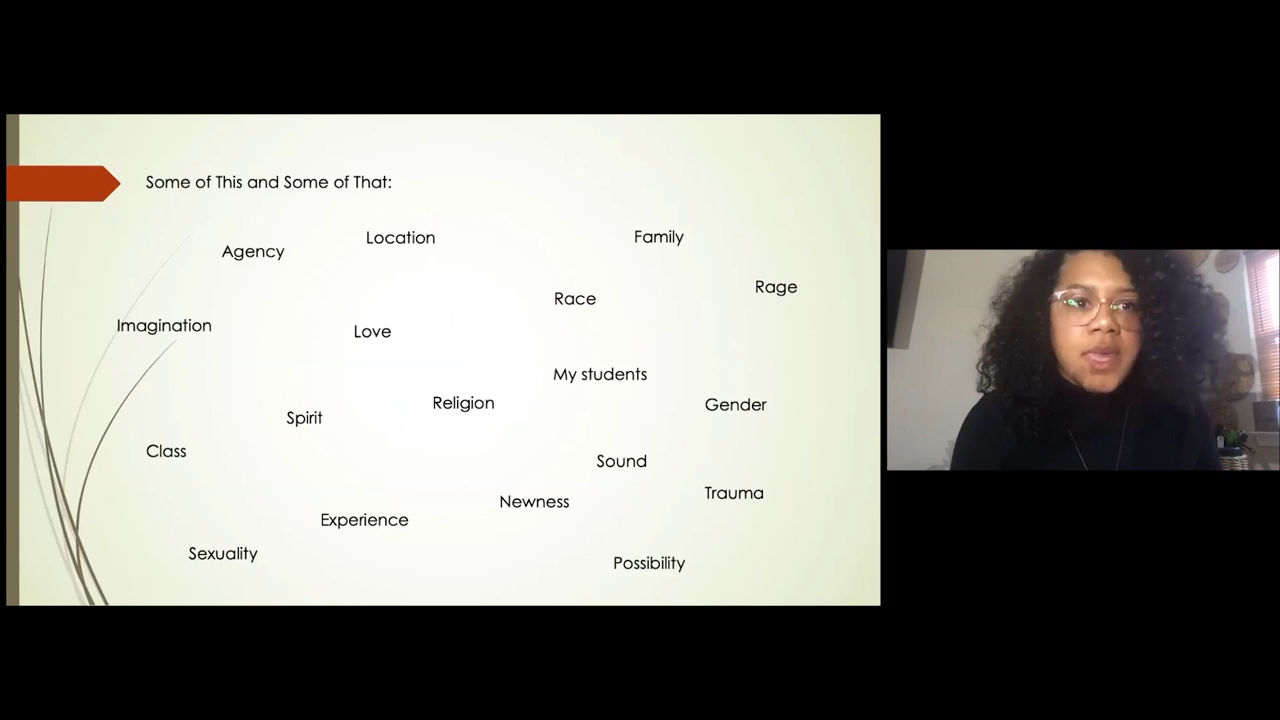 Some of This and Some of That:
Agency
Location
Family
Race
Rage
Imagination
Love
My students
Spirit
Religion
Gender
Class
Sound
Newness
Trauma
Experience
Sexuality
Possibility